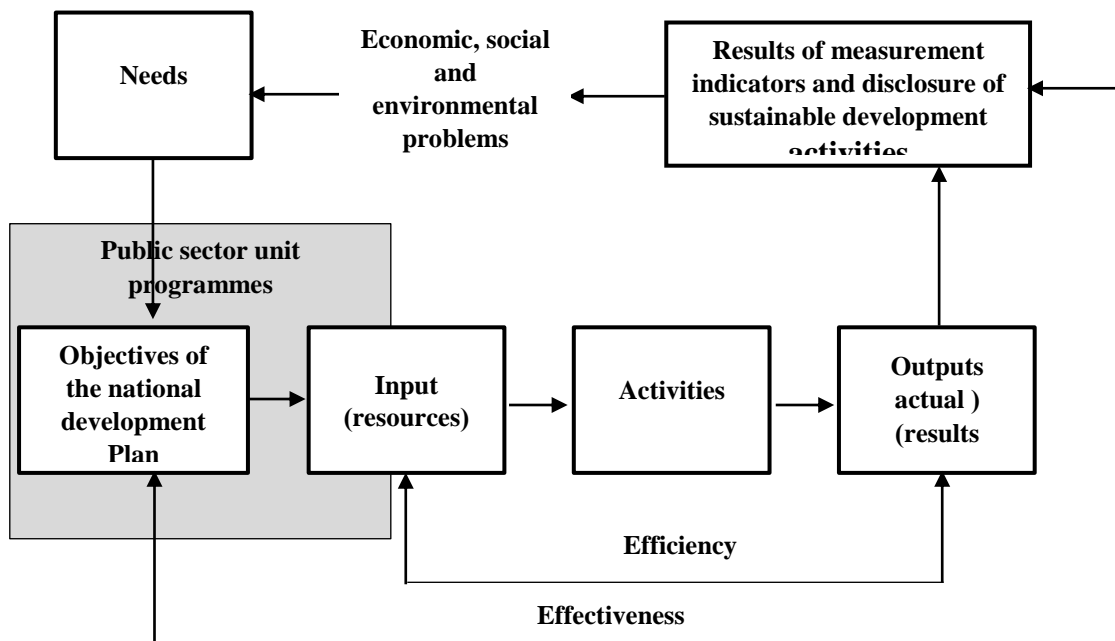 Needs
Economic, social
and
environmental
problems
Results of measurement
indicators and disclosure of
sustainable development
activities
Public sector unit
programmes
Objectives of
the national
development
Plan
Input
(resources)
Activities
Outputs
actual )
(results
Efficiency
Effectiveness